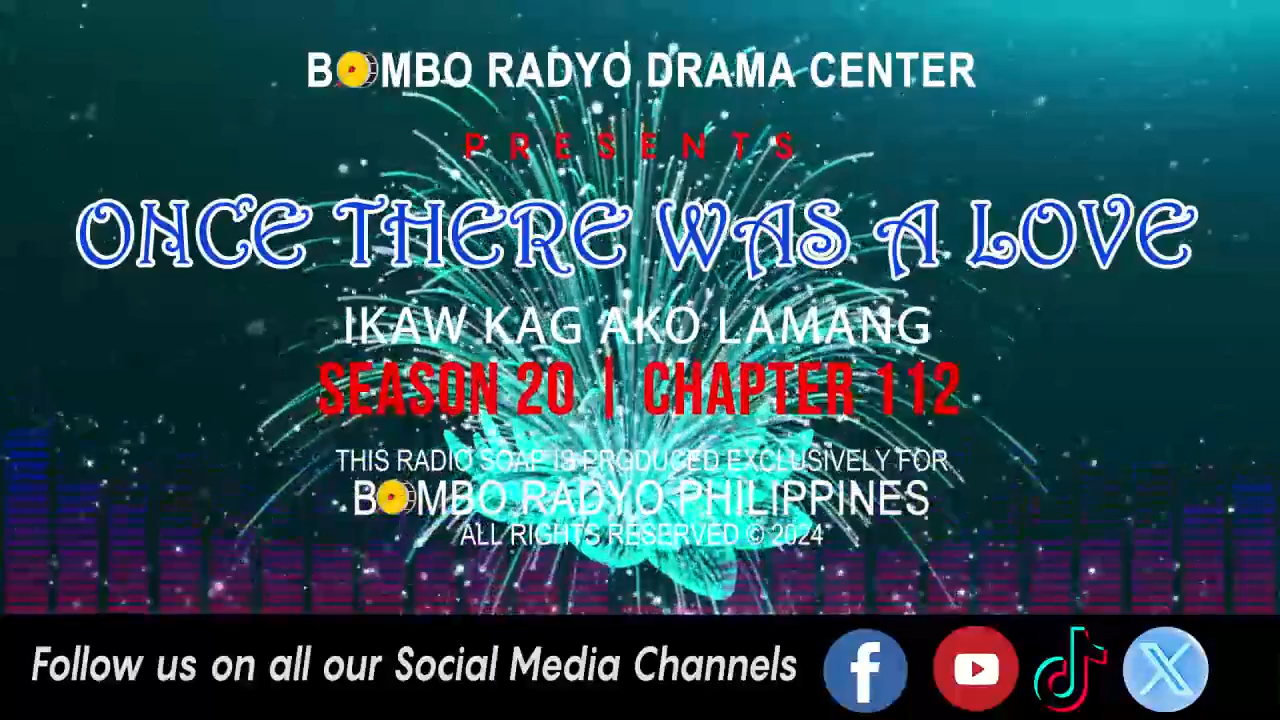 BOMBO RADYO DRAMA CENTER
PRESENTS
ONCE THERE WAS A LOVE
IKAW KAG AKO LAMANG
SEASON 20 | CHAPTER 112
THIS RADIO SOAP IS PRODUCED EXCLUSIVELY FOR
BOMBO RADYO PHILIPPINES
ALL RIGHTS RESERVED © 2024
Follow us on all our Social Media Channels